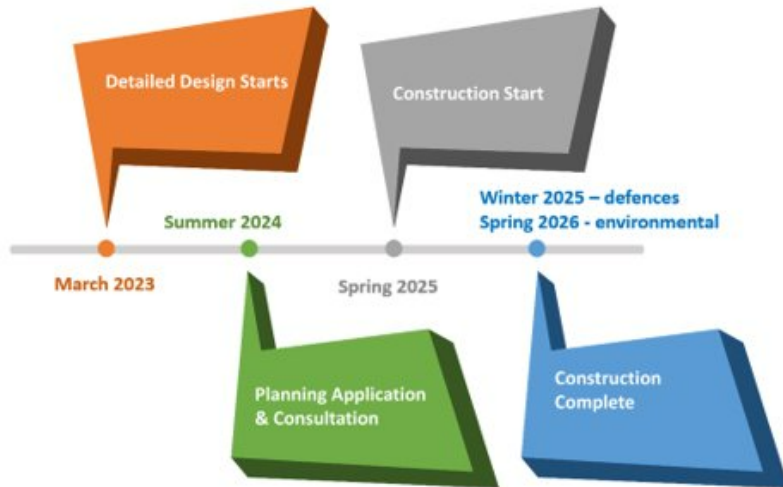 Detailed Design Starts
Construction Start
Summer 2024
Winter 2025 – defences
Spring 2026 - environmental
March 2023
Spring 2025
Planning Application
& Consultation
Construction
Complete